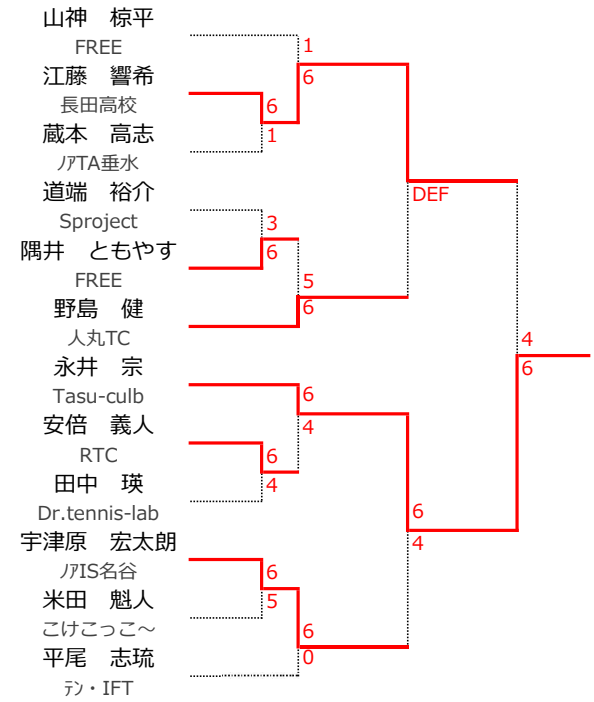 山神　椋平
FREE
1
江藤　響希
6
長田高校
6
蔵本　高志
1
ﾉｱTA垂水
道端　裕介
DEF
Sproject
3
隅井　ともやす
6
FREE
5
野島　健
6
人丸TC
4
永井　宗
6
Tasu-culb
6
安倍　義人
4
RTC
6
田中　瑛
4
Dr.tennis-lab
6
宇津原　宏太朗
4
ﾉｱIS名谷
6
米田　魁人
5
こけこっこ～
6
平尾　志琉
0
ﾃﾝ・IFT